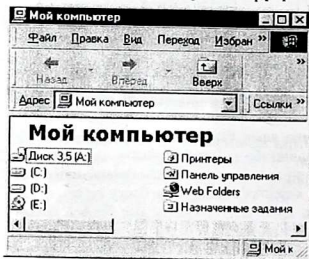 Мой компьютер
Файл Правка Вид Переход Избран »
Назад Вперед Вверх »
Адрес Мой компьютер Ссылки »
Мой компьютер
Диск 3,5 (A:) Принтеры
(C:) Панель управления
(D:) Web Folders
(E:) Назначенные задания
Мой к